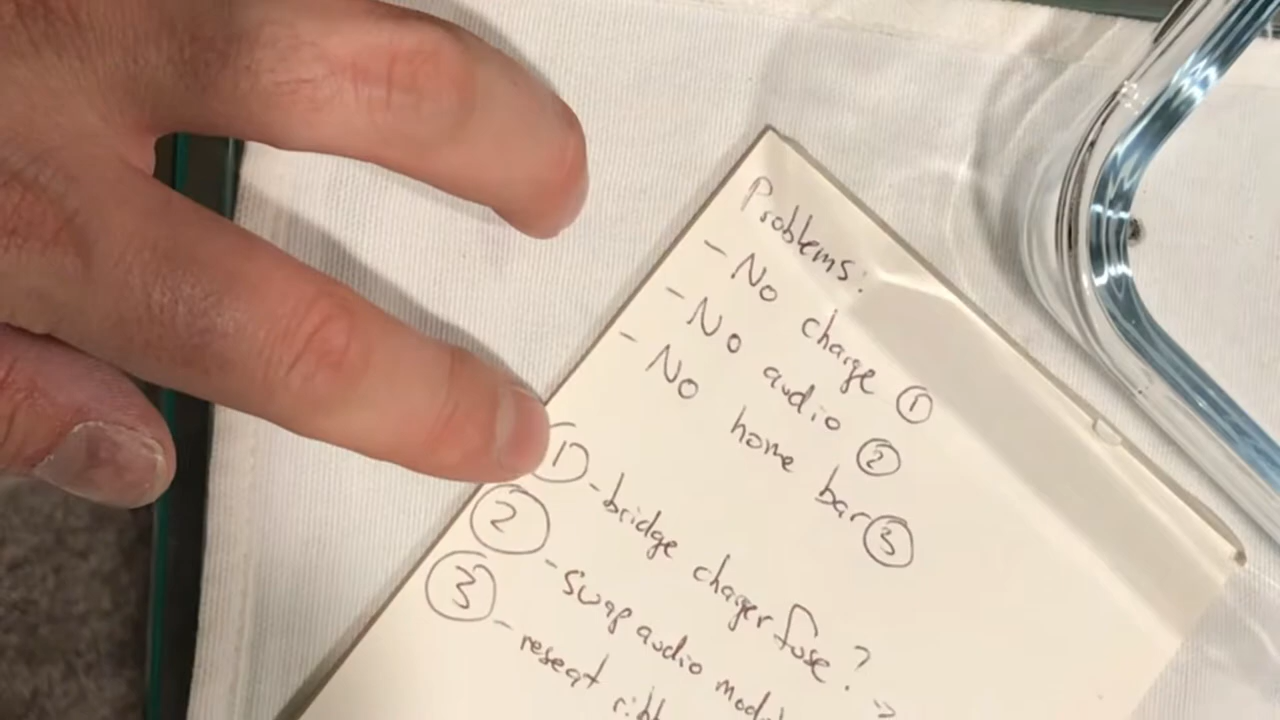 Problems:
- No charge ①
- No audio ②
- No home bar ③
① - bridge charger fuse? →
② - swap audio
③ - reseat